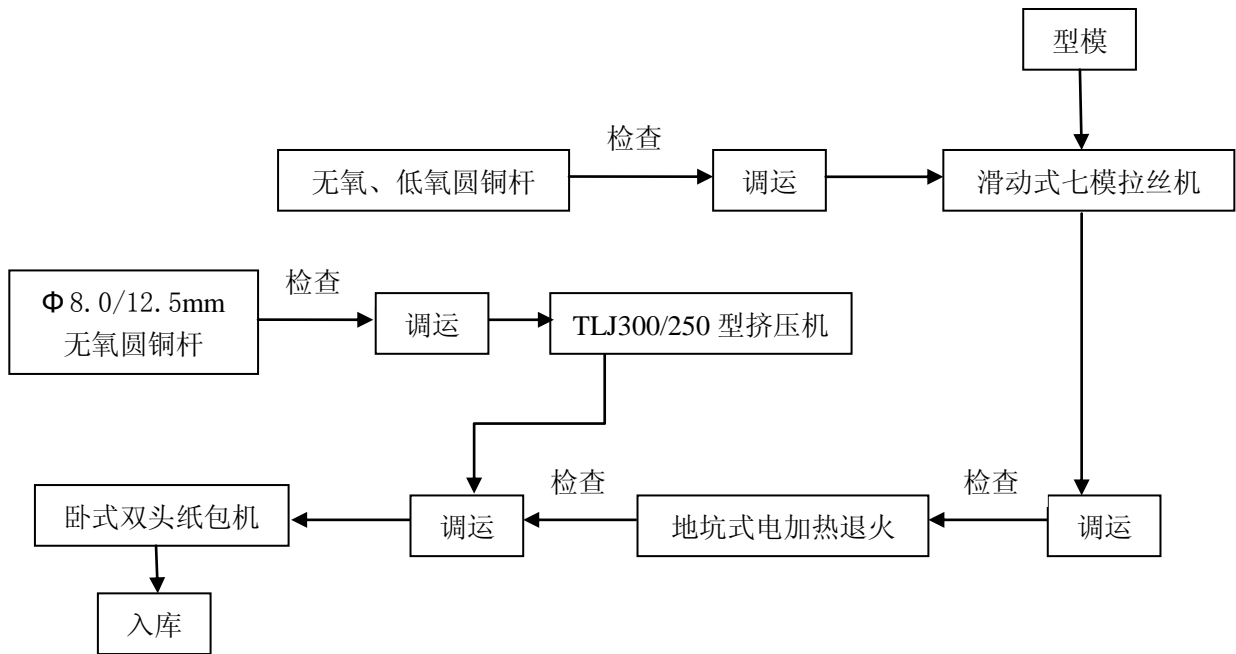 型模
检查
无氧、低氧圆铜杆
调运
滑动式七模拉丝机
检查
Φ8.0/12.5mm
无氧圆铜杆
调运
TLJ300/250 型挤压机
检查
检查
卧式双头纸包机
调运
地坑式电加热退火
调运
入库